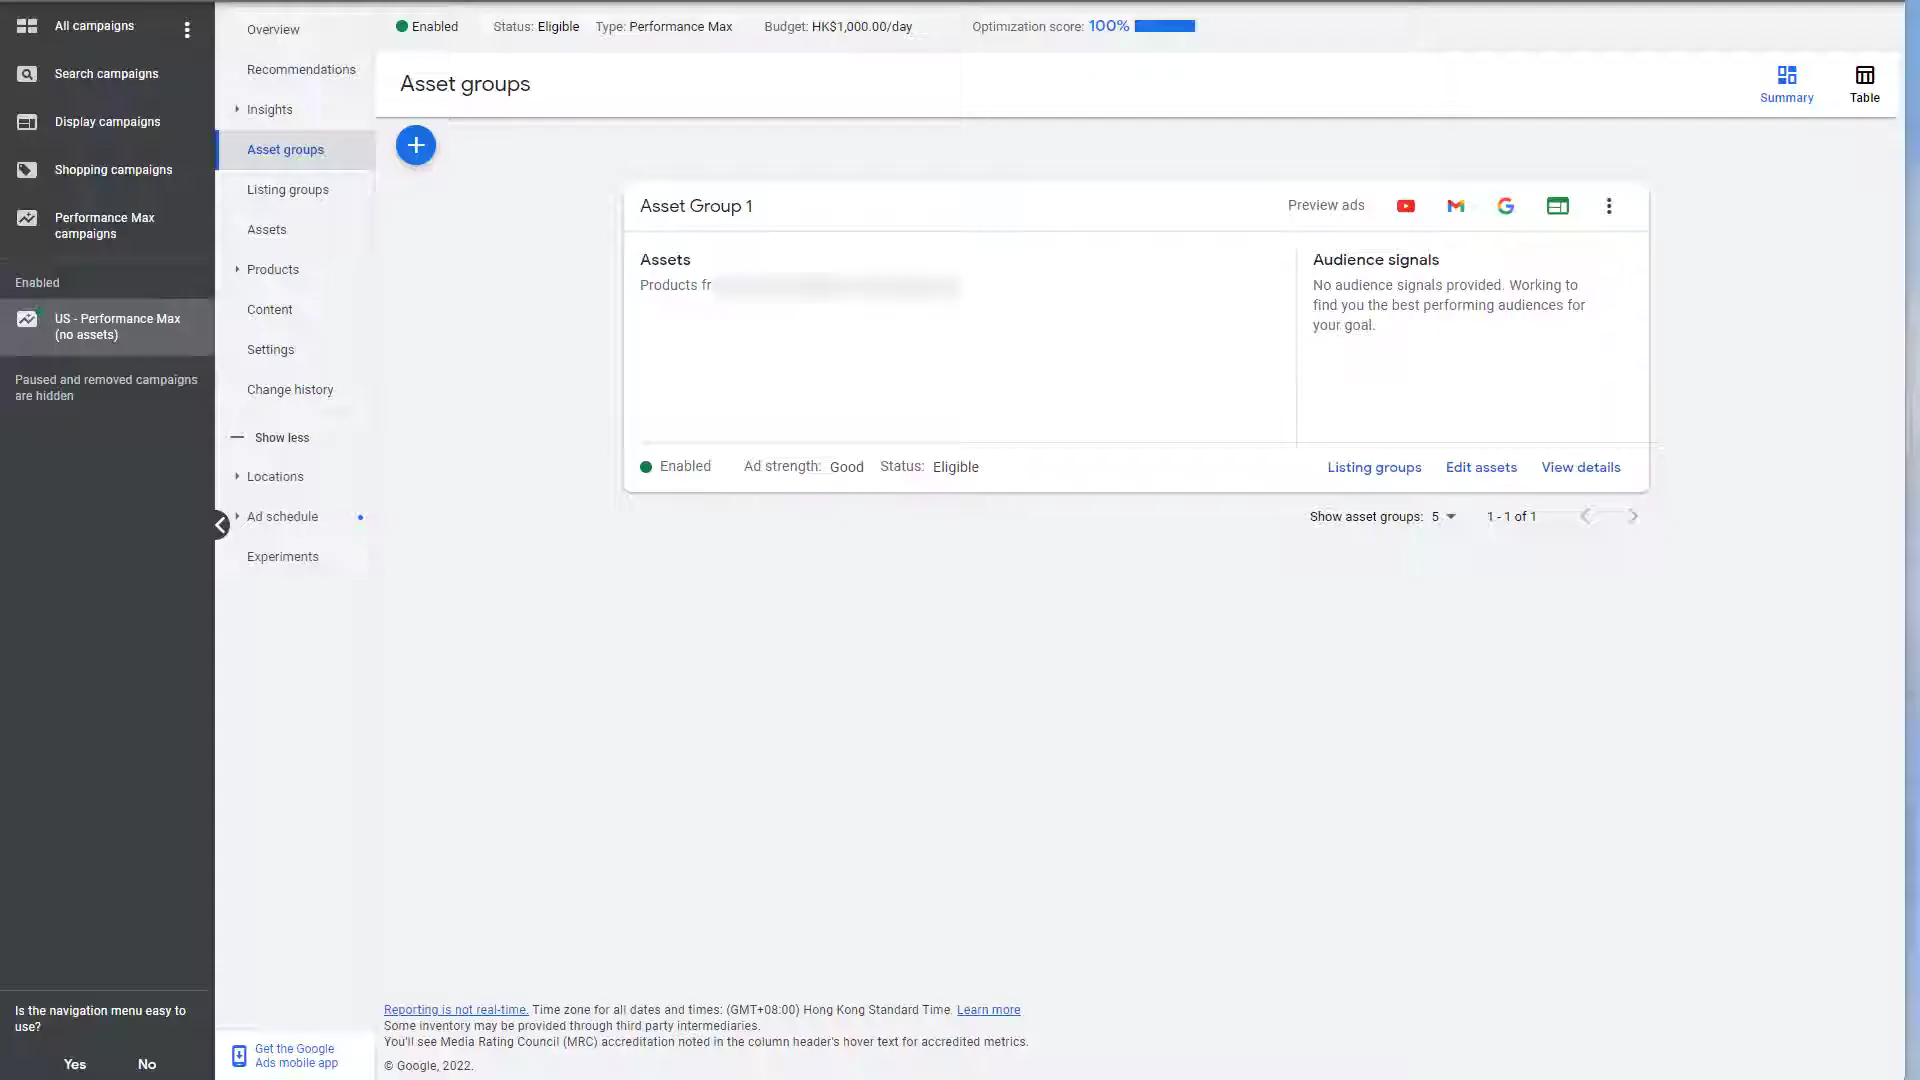 All campaigns
Search campaigns
Display campaigns
Shopping campaigns
Performance Max
campaigns
Enabled
US - Performance Max
(no assets)
Paused and removed campaigns
are hidden
Is the navigation menu easy to
use?
Yes No
Overview
Recommendations
Insights
Asset groups
Listing groups
Assets
Products
Content
Settings
Change history
Show less
Locations
Ad schedule
Experiments
Get the Google
Ads mobile app
Enabled Status: Eligible Type: Performance Max Budget: HK$1,000.00/day Optimization score: 100%
Asset groups
Summary Table
Asset Group 1 Preview ads
Assets
Products fr
Audience signals
No audience signals provided. Working to
find you the best performing audiences for
your goal.
Enabled Ad strength: Good Status: Eligible Listing groups Edit assets View details
Show asset groups: 5 1 - 1 of 1
Reporting is not real-time. Time zone for all dates and times: (GMT+08:00) Hong Kong Standard Time. Learn more
Some inventory may be provided through third party intermediaries.
You'll see Media Rating Council (MRC) accreditation noted in the column header's hover text for accredited metrics.
© Google, 2022.